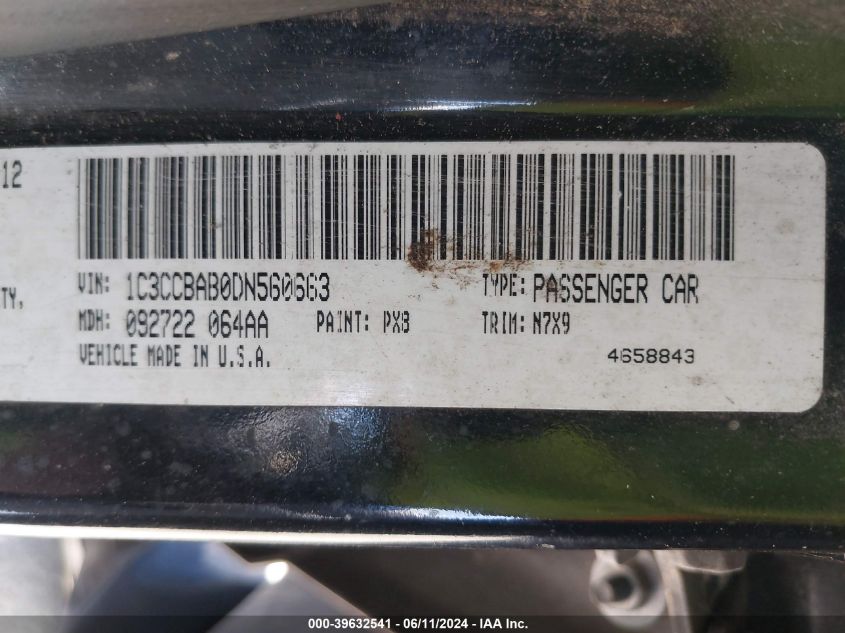 12
TY,
VIN: 1C3CCBAB0DN560663 TYPE: PASSENGER CAR
MDH: 092722 064AA PAINT: PX8 TRIM: N7X9
VEHICLE MADE IN U.S.A. 4658843
000-39632541 - 06/11/2024 - IAA Inc.